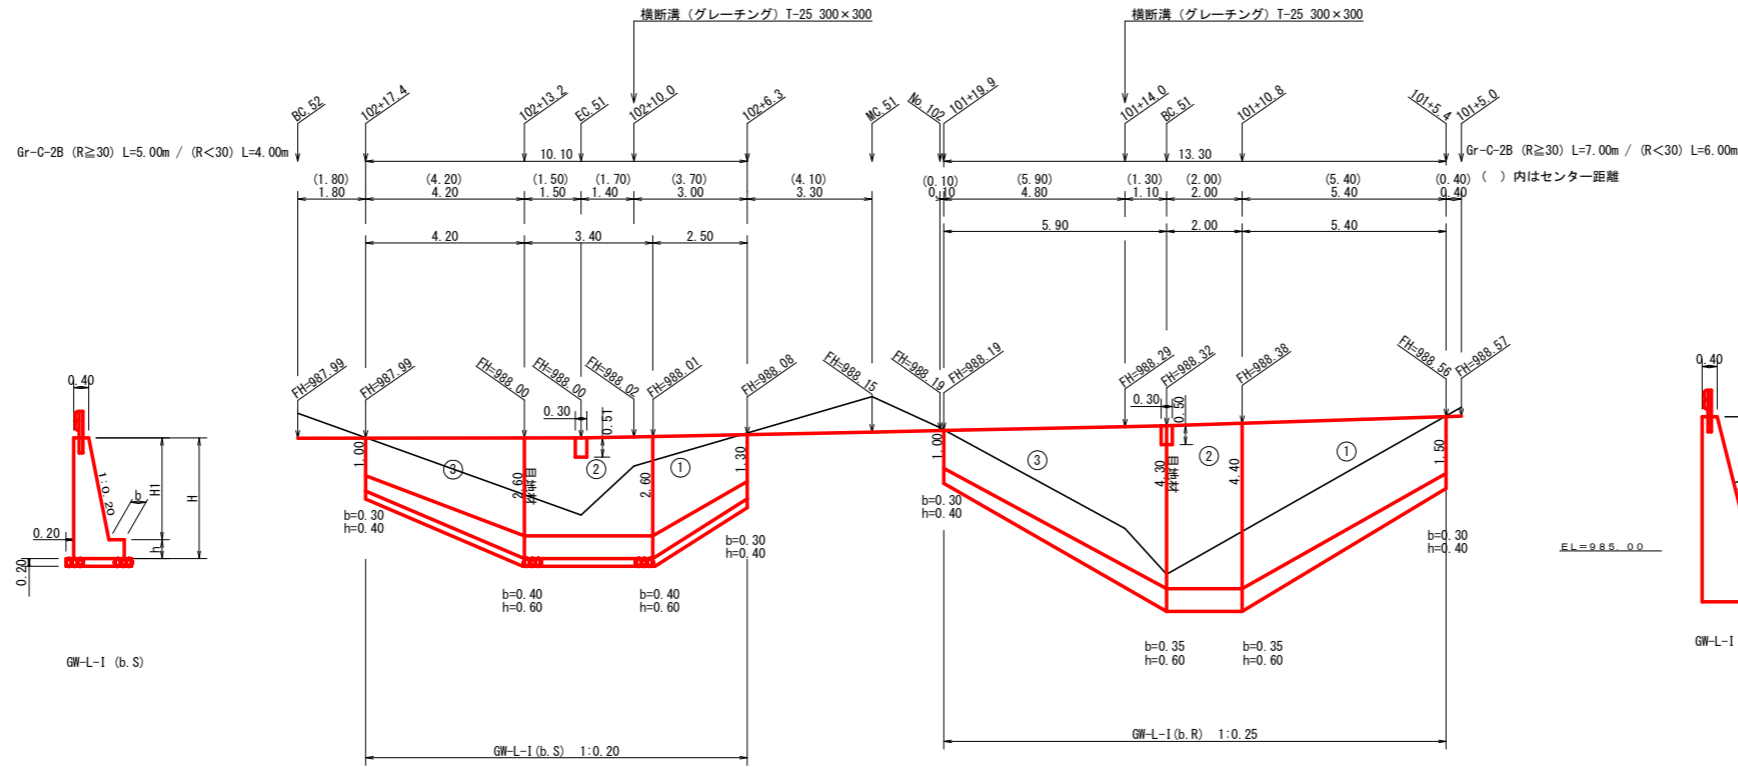 横断溝（グレーチング）T-25 300×300
横断溝（グレーチング）T-25 300×300
BC.52
102+17.4
102+13.2
EC.51
102+10.0
102+6.3
MC.51
No.102
101+19.9
101+14.0
BC.51
101+10.8
101+5.4
101+5.0
Gr-C-2B (R≧30) L=5.00m / (R<30) L=4.00m
10.10
13.30
Gr-C-2B (R≧30) L=7.00m / (R<30) L=6.00m
(1.80)
(4.20)
(1.50)
(1.70)
(3.70)
(4.10)
(0.10)
(5.90)
(1.30)
(2.00)
(5.40)
(0.40)
( ）内はセンター距離
1.80
4.20
1.50
1.40
3.00
3.30
0.10
4.80
1.10
2.00
5.40
0.40
4.20
3.40
2.50
5.90
2.00
5.40
FH=987.99
FH=987.99
FH=988.00
FH=988.00
FH=988.02
FH=988.01
FH=988.08
FH=988.15
FH=988.19
FH=988.19
FH=988.29
FH=988.32
FH=988.38
FH=988.56
FH=988.57
0.40
0.30
0.51
0.30
0.50
0.40
1.00
③
2.60
目地材
②
2.60
①
1.30
1.00
③
4.30
目地材
②
4.40
①
1.50
1:0.20
b
H1
H
h
0.20
0.20
b=0.30
h=0.40
b=0.30
h=0.40
b=0.30
h=0.40
b=0.30
h=0.40
EL=985.00
b=0.40
h=0.60
b=0.40
h=0.60
b=0.35
h=0.60
b=0.35
h=0.60
GW-L-I (b.S)
GW-L-I
GW-L-I(b.S) 1:0.20
GW-L-I(b.R) 1:0.25